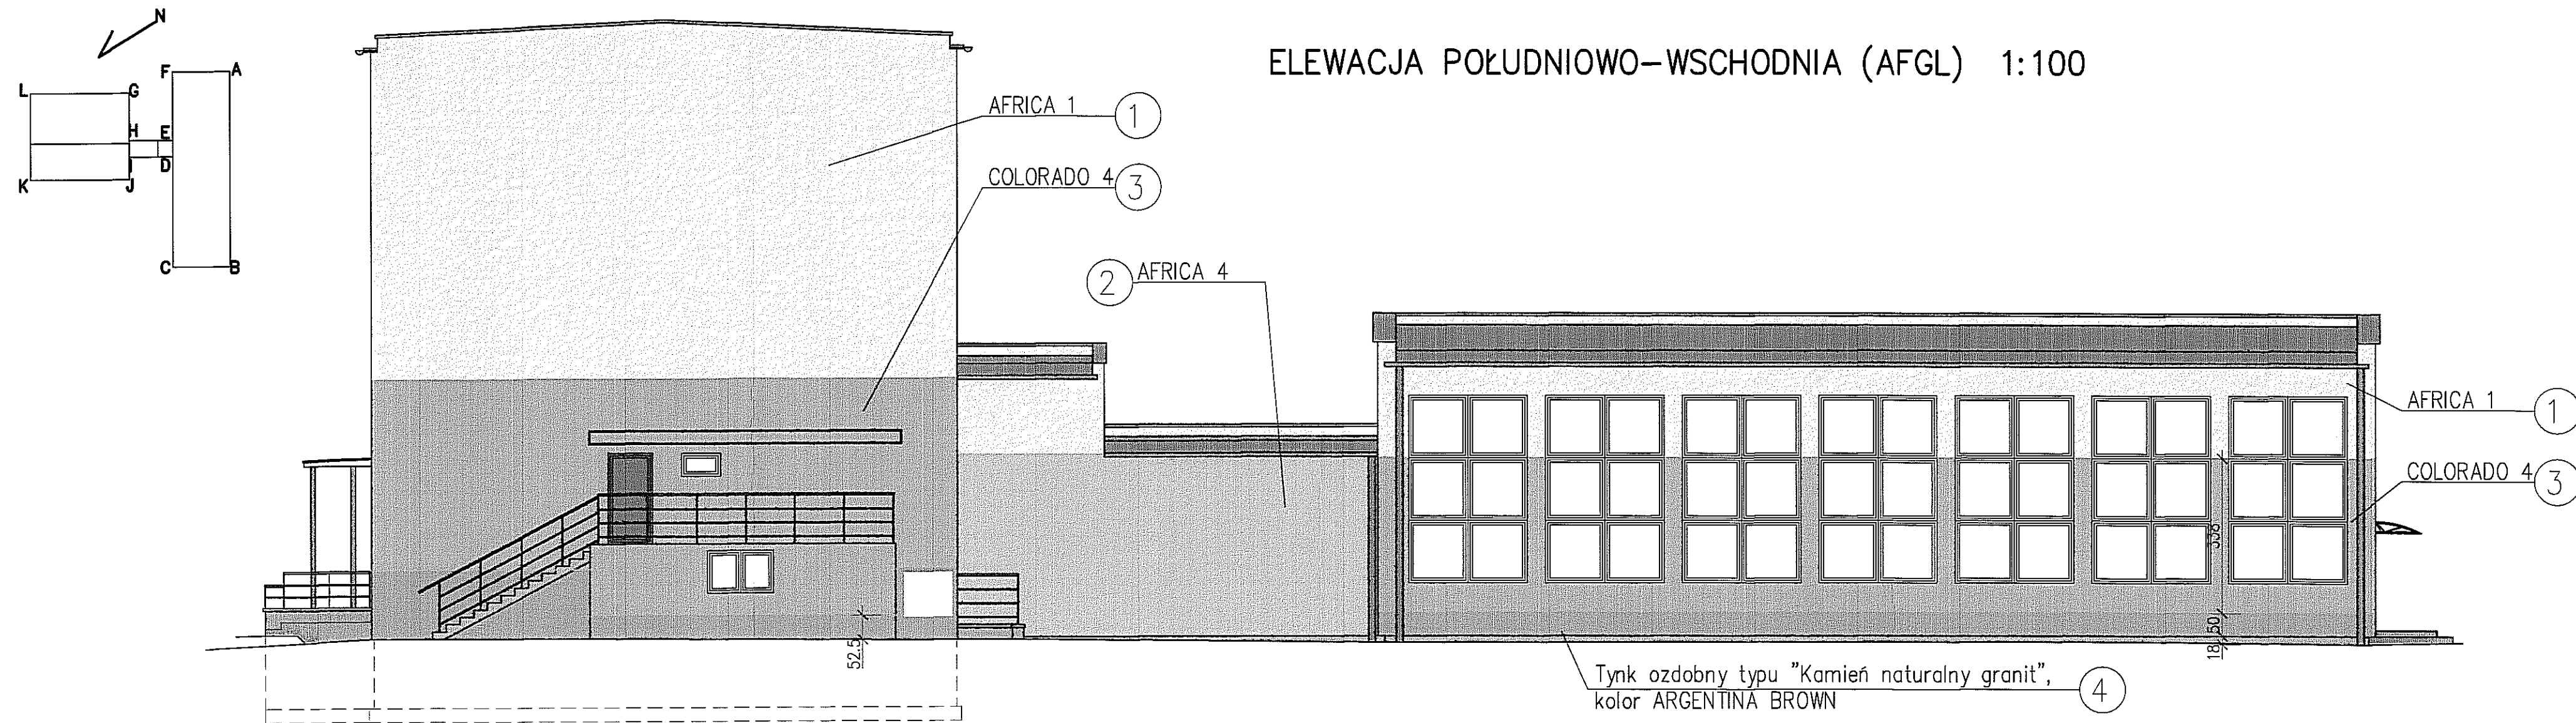 N
F A
L G
H E
I D
K J
C B
ELEWACJA POŁUDNIOWO-WSCHODNIA (AFGL) 1:100
AFRICA 1 1
COLORADO 4 3
2 AFRICA 4
AFRICA 1 1
COLORADO 4 3
338
50
18
52.5
Tynk ozdobny typu "Kamień naturalny granit",
kolor ARGENTINA BROWN
4